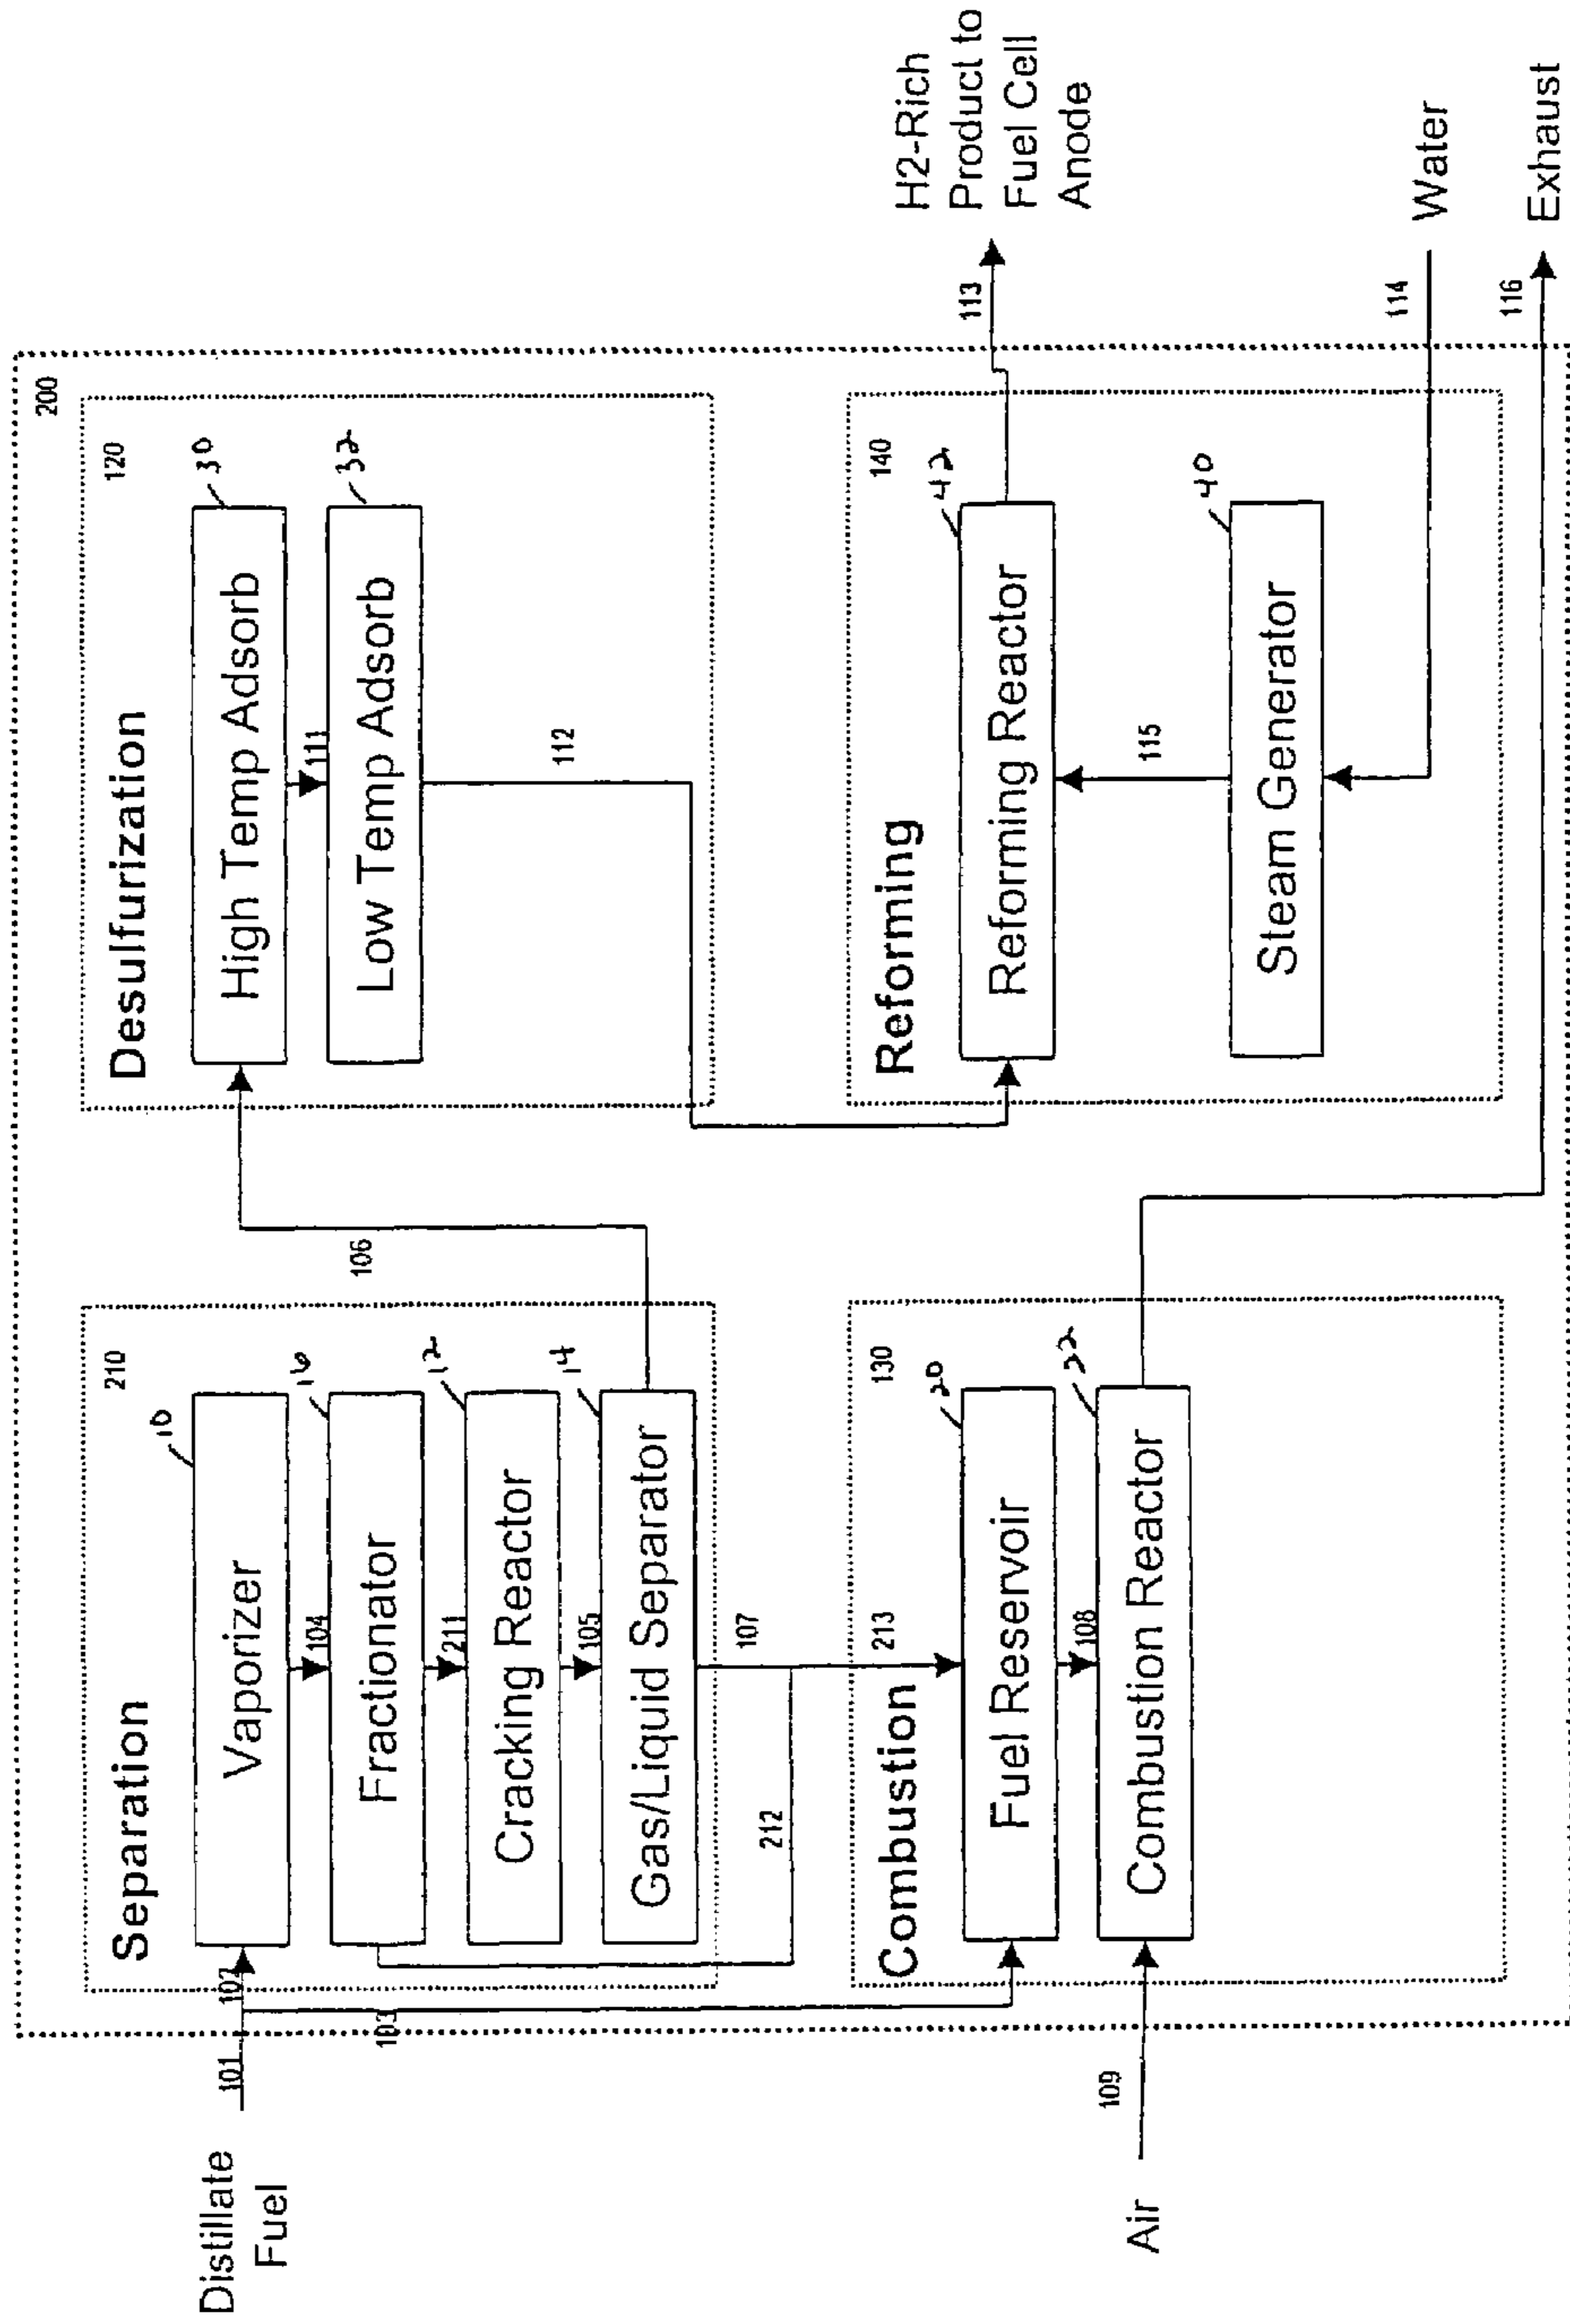 200
Separation
210
Vaporizer
10
104
Fractionator
16
211
Cracking Reactor
12
105
Gas/Liquid Separator
14
107
212
106
Desulfurization
120
High Temp Adsorb
30
111
Low Temp Adsorb
32
112
Distillate
Fuel
101
102
103
Combustion
130
213
Fuel Reservoir
20
108
Combustion Reactor
22
Air
109
Reforming
140
Reforming Reactor
42
115
Steam Generator
40
113
H2-Rich
Product to
Fuel Cell
Anode
114
Water
116
Exhaust